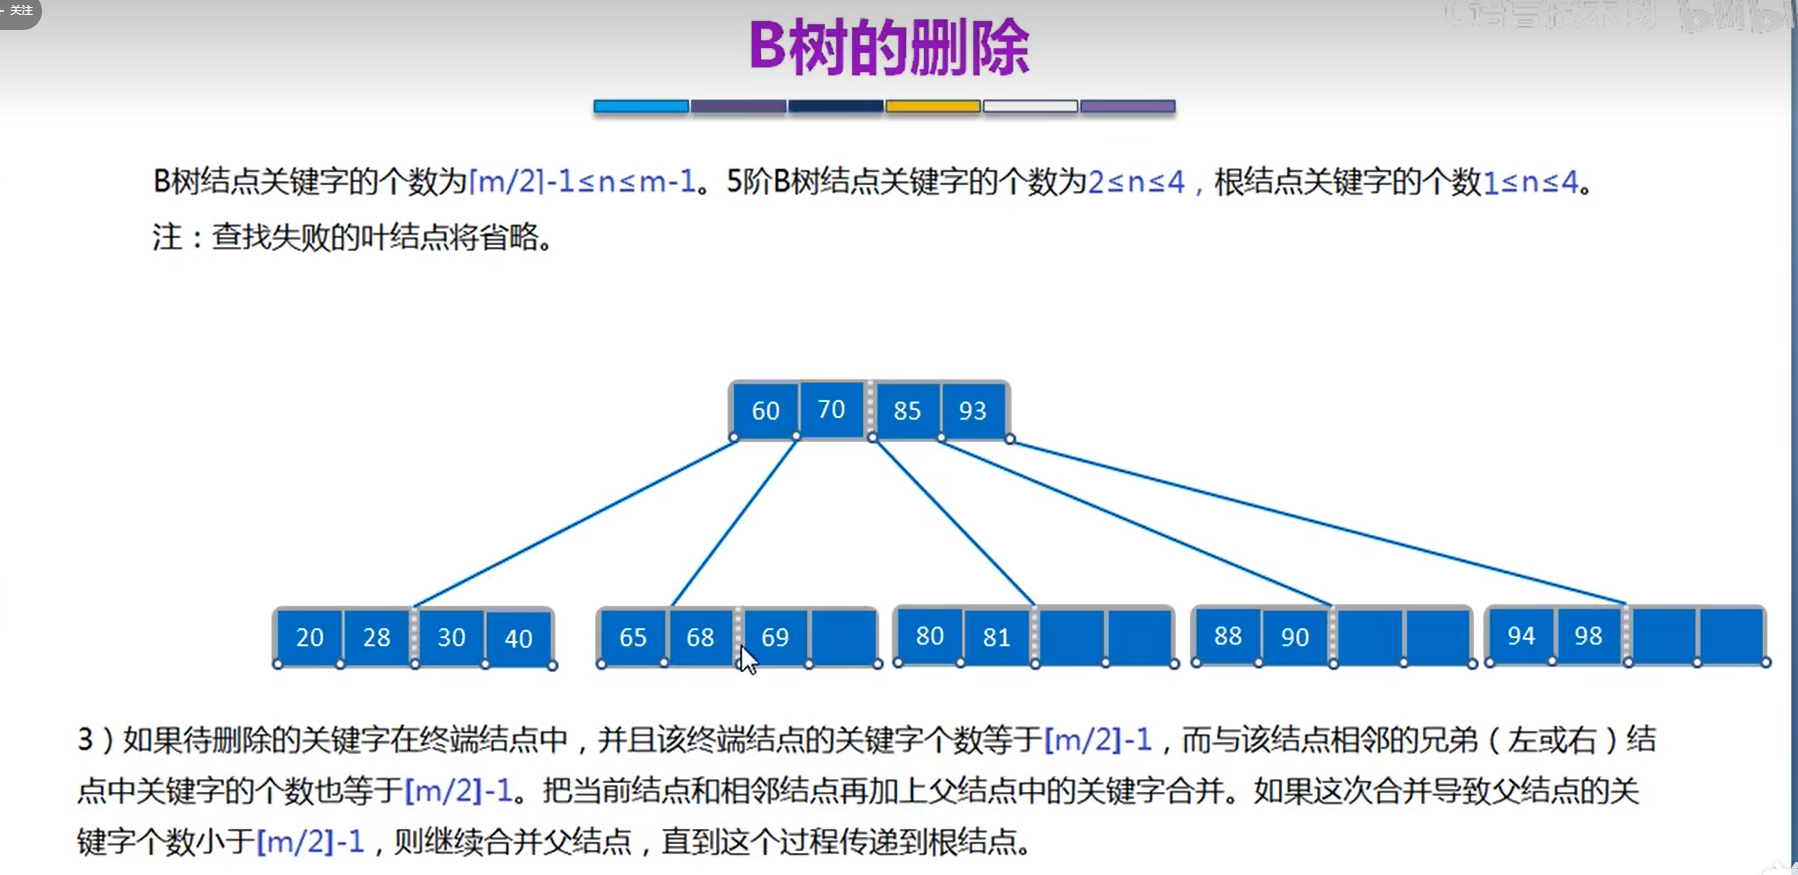 关注
B树的删除
B树结点关键字的个数为⌈m/2⌉-1≤n≤m-1。5阶B树结点关键字的个数为2≤n≤4，根结点关键字的个数1≤n≤4。
注：查找失败的叶结点将省略。
60 70 85 93
20 28 30 40 65 68 69 80 81 88 90 94 98
3）如果待删除的关键字在终端结点中，并且该终端结点的关键字个数等于[m/2]-1，而与该结点相邻的兄弟（左或右）结
点中关键字的个数也等于[m/2]-1。把当前结点和相邻结点再加上父结点中的关键字合并。如果这次合并导致父结点的关
键字个数小于[m/2]-1，则继续合并父结点，直到这个过程传递到根结点。